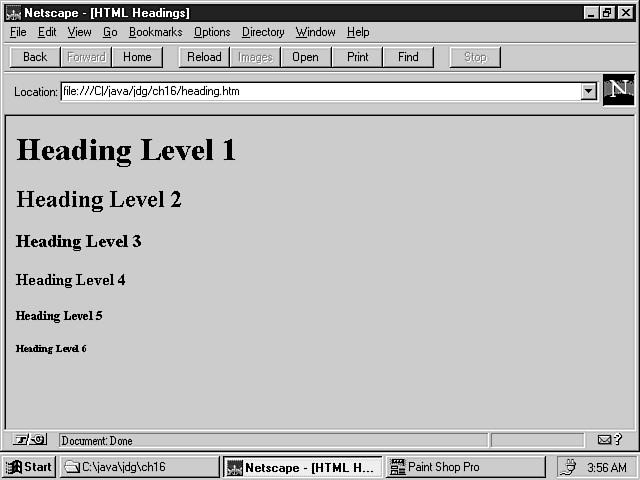 Netscape - [HTML Headings]
File Edit View Go Bookmarks Options Directory Window Help
Back Forward Home Reload Images Open Print Find Stop
Location: file:///C|/java/jdg/ch16/heading.htm
N
Heading Level 1
Heading Level 2
Heading Level 3
Heading Level 4
Heading Level 5
Heading Level 6
Document: Done
?
Start C:\java\jdg\ch16 Netscape - [HTML H... Paint Shop Pro 3:56 AM